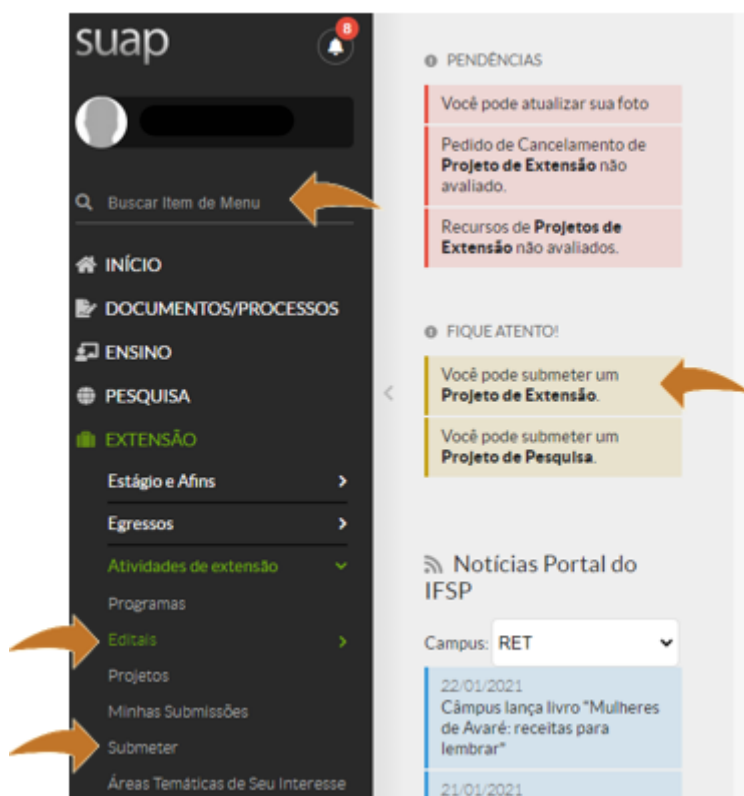 suap
8
Buscar Item de Menu
INÍCIO
DOCUMENTOS/PROCESSOS
ENSINO
PESQUISA
EXTENSÃO
Estágio e Afins
Egressos
Atividades de extensão
Programas
Editais
Projetos
Minhas Submissões
Submeter
Áreas Temáticas de Seu Interesse
PENDÊNCIAS
Você pode atualizar sua foto
Pedido de Cancelamento de
Projeto de Extensão não
avaliado.
Recursos de Projetos de
Extensão não avaliados.
FIQUE ATENTO!
Você pode submeter um
Projeto de Extensão.
Você pode submeter um
Projeto de Pesquisa.
Notícias Portal do
IFSP
Campus: RET
22/01/2021
Câmpus lança livro "Mulheres
de Avaré: receitas para
lembrar"
21/01/2021